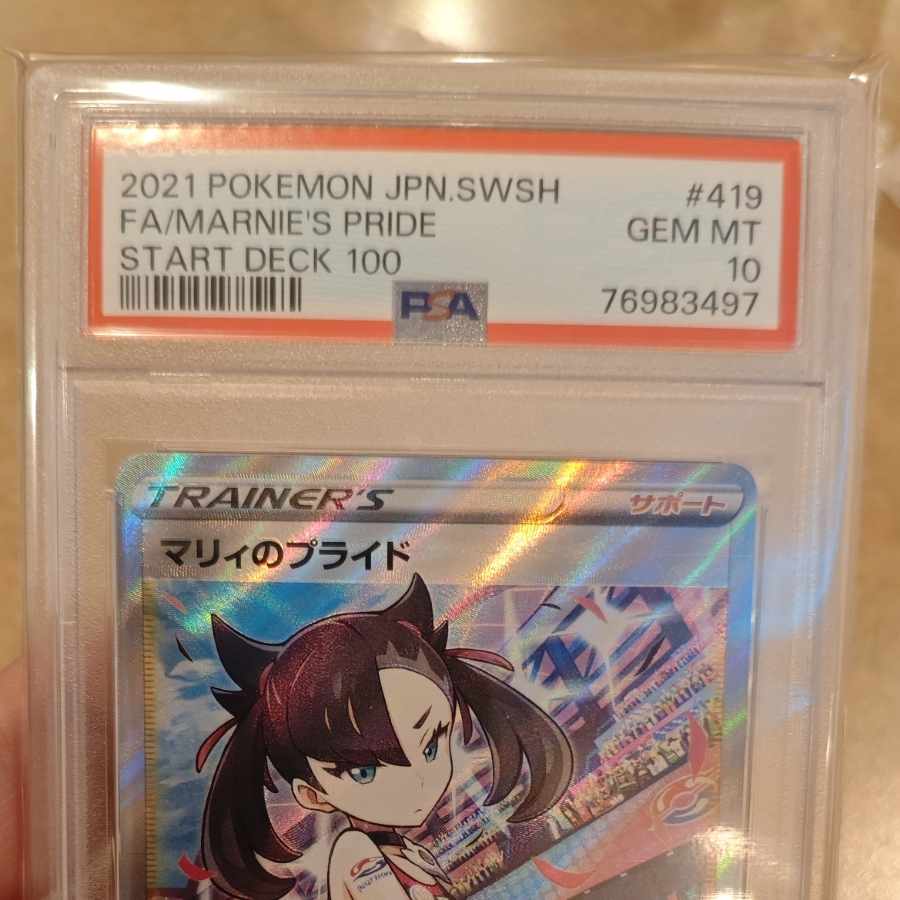 2021 POKEMON JPN.SWSH #419
FA/MARNIE'S PRIDE GEM MT
START DECK 100 10
PSA 76983497
TRAINER'S サポート
マリィのプライド